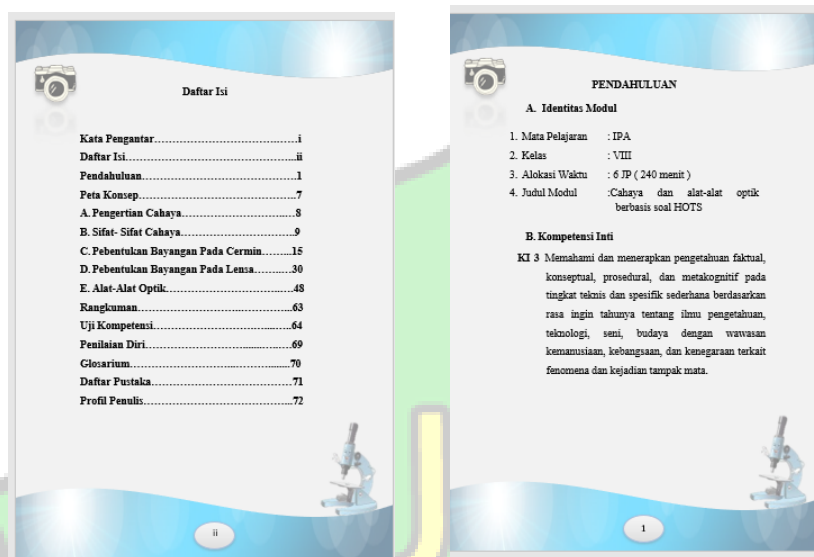 Daftar Isi
Kata Pengantar.............................................i
Daftar Isi......................................................ii
Pendahuluan................................................1
Peta Konsep.................................................7
A. Pengertian Cahaya....................................8
B. Sifat- Sifat Cahaya....................................9
C. Pebentukan Bayangan Pada Cermin........15
D. Pebentukan Bayangan Pada Lensa..........30
E. Alat-Alat Optik........................................48
Rangkuman................................................63
Uji Kompetensi...........................................64
Penilaian Diri..............................................69
Glosarium...................................................70
Daftar Pustaka............................................71
Profil Penulis..............................................72
ii
PENDAHULUAN
A. Identitas Modul
1. Mata Pelajaran : IPA
2. Kelas : VIII
3. Alokasi Waktu : 6 JP ( 240 menit )
4. Judul Modul :Cahaya dan alat-alat optik
berbasis soal HOTS
B. Kompetensi Inti
KI 3 Memahami dan menerapkan pengetahuan faktual,
konseptual, prosedural, dan metakognitif pada
tingkat teknis dan spesifik sederhana berdasarkan
rasa ingin tahunya tentang ilmu pengetahuan,
teknologi, seni, budaya dengan wawasan
kemanusiaan, kebangsaan, dan kenegaraan terkait
fenomena dan kejadian tampak mata.
1